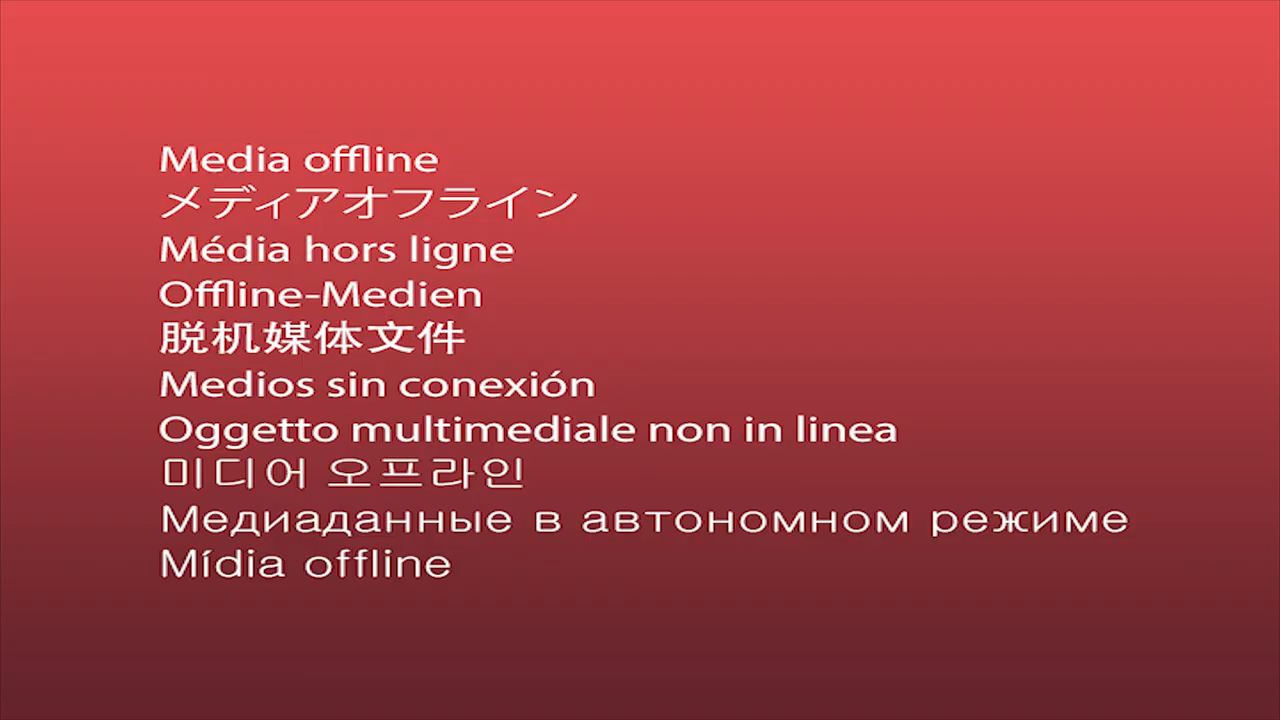 Media offline
メディアオフライン
Média hors ligne
Offline-Medien
脱机媒体文件
Medios sin conexión
Oggetto multimediale non in linea
미디어 오프라인
Медиаданные в автономном режиме
Mídia offline